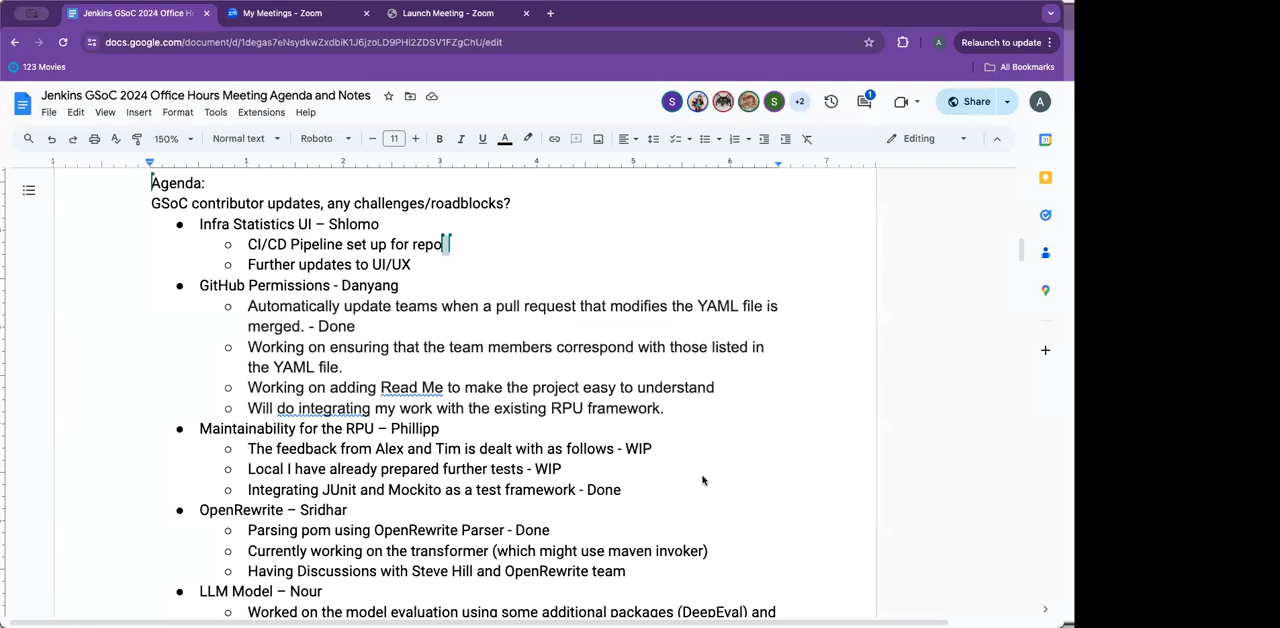 Jenkins GSoC 2024 Office H
My Meetings - Zoom
Launch Meeting - Zoom
docs.google.com/document/d/1degas7eNsydkwZxdbiK1J6jzoLD9PHI2ZDSV1FZgChU/edit
A
Relaunch to update
123 Movies
All Bookmarks
Jenkins GSoC 2024 Office Hours Meeting Agenda and Notes
S
S
+2
1
Share
A
File Edit View Insert Format Tools Extensions Help
150%
Normal text
Roboto
11
B I U A
Editing
1 1 2 3 4 5 6 7
Agenda:
GSoC contributor updates, any challenges/roadblocks?
● Infra Statistics UI – Shlomo
○ CI/CD Pipeline set up for repo
○ Further updates to UI/UX
● GitHub Permissions - Danyang
○ Automatically update teams when a pull request that modifies the YAML file is
merged. - Done
○ Working on ensuring that the team members correspond with those listed in
the YAML file.
○ Working on adding Read Me to make the project easy to understand
○ Will do integrating my work with the existing RPU framework.
● Maintainability for the RPU – Phillipp
○ The feedback from Alex and Tim is dealt with as follows - WIP
○ Local I have already prepared further tests - WIP
○ Integrating JUnit and Mockito as a test framework - Done
● OpenRewrite – Sridhar
○ Parsing pom using OpenRewrite Parser - Done
○ Currently working on the transformer (which might use maven invoker)
○ Having Discussions with Steve Hill and OpenRewrite team
● LLM Model – Nour
○ Worked on the model evaluation using some additional packages (DeepEval) and